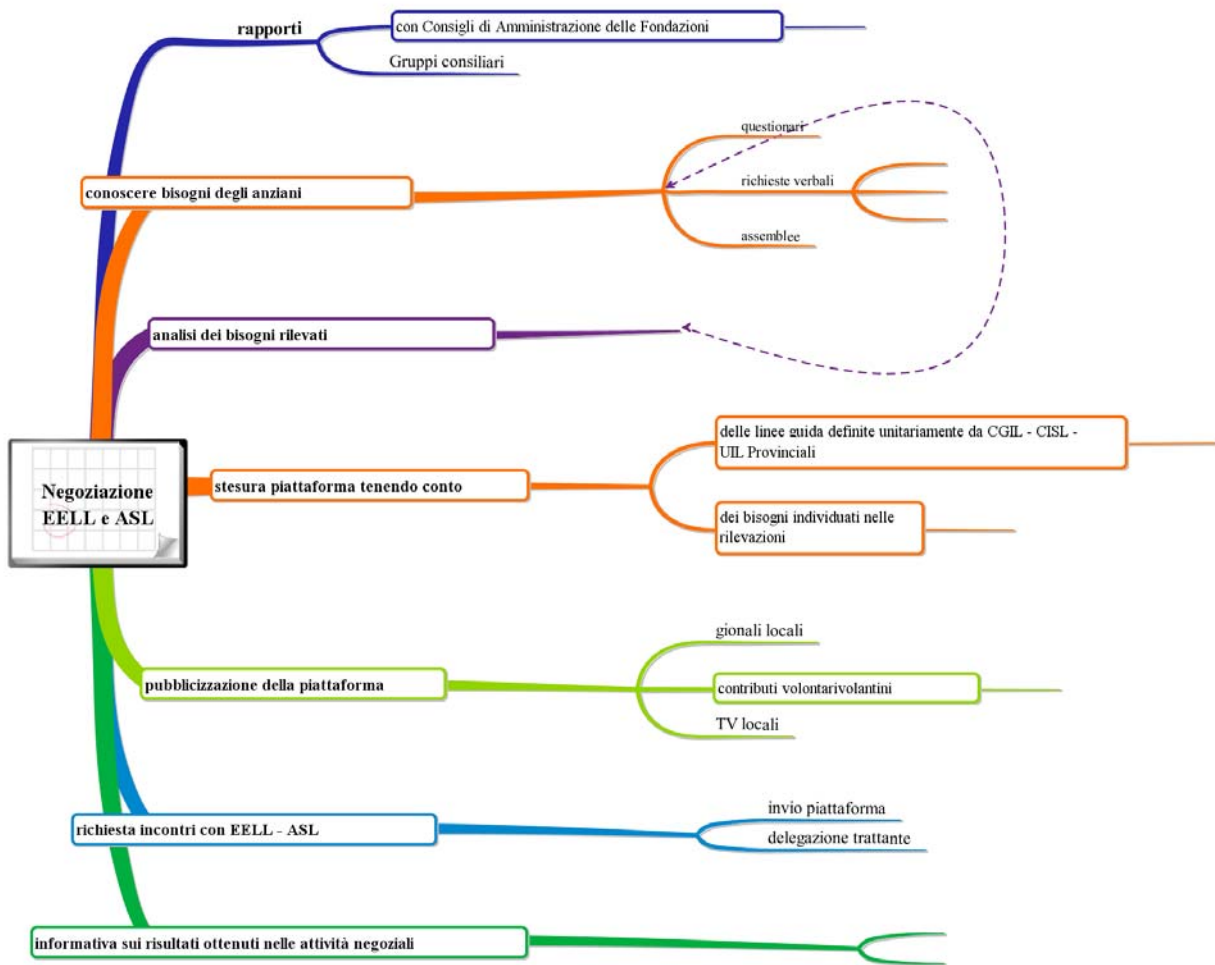 rapporti
con Consigli di Amministrazione delle Fondazioni
Gruppi consiliari
conoscere bisogni degli anziani
questionari
richieste verbali
assemblee
analisi dei bisogni rilevati
Negoziazione
EELL e ASL
stesura piattaforma tenendo conto
delle linee guida definite unitariamente da CGIL - CISL -
UIL Provinciali
dei bisogni individuati nelle
rilevazioni
pubblicizzazione della piattaforma
gionali locali
contributi volontarivolantini
TV locali
richiesta incontri con EELL - ASL
invio piattaforma
delegazione trattante
informativa sui risultati ottenuti nelle attività negoziali